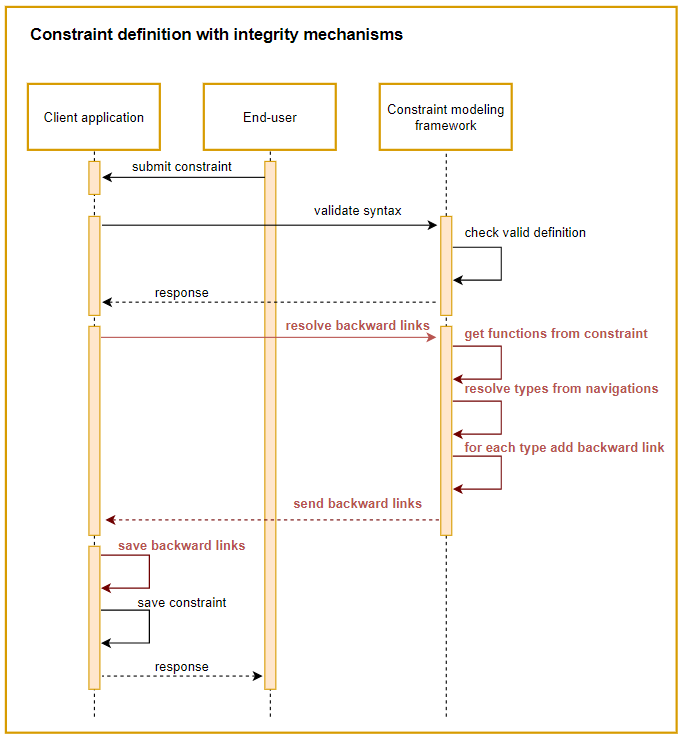 Constraint definition with integrity mechanisms
Client application
End-user
Constraint modeling
framework
submit constraint
validate syntax
check valid definition
response
resolve backward links
get functions from constraint
resolve types from navigations
for each type add backward link
send backward links
save backward links
save constraint
response